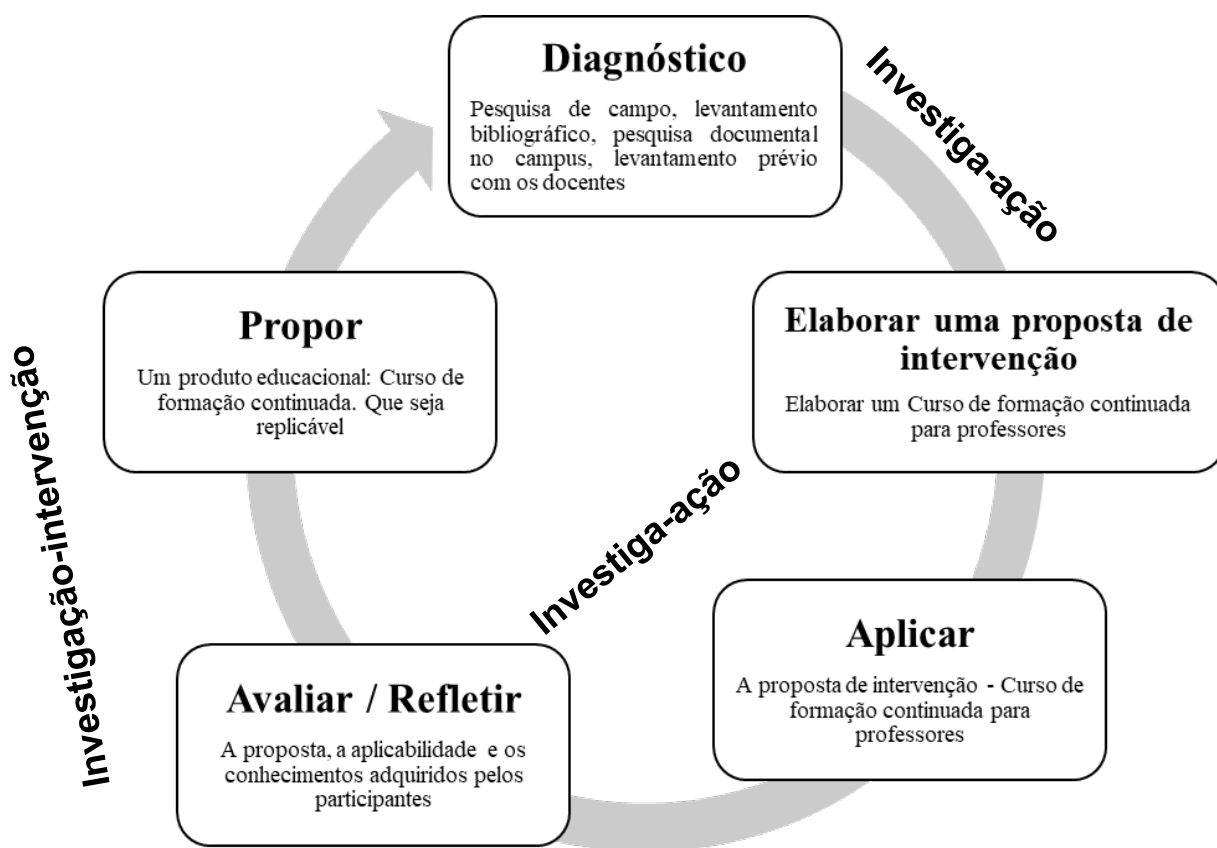 Diagnóstico
Pesquisa de campo, levantamento
bibliográfico, pesquisa documental
no campus, levantamento prévio
com os docentes
Investiga-ação
Elaborar uma proposta de
intervenção
Elaborar um Curso de formação continuada
para professores
Investiga-ação
Aplicar
A proposta de intervenção - Curso de
formação continuada para
professores
Avaliar / Refletir
A proposta, a aplicabilidade e os
conhecimentos adquiridos pelos
participantes
Investigação-intervenção
Propor
Um produto educacional: Curso de
formação continuada. Que seja
replicável